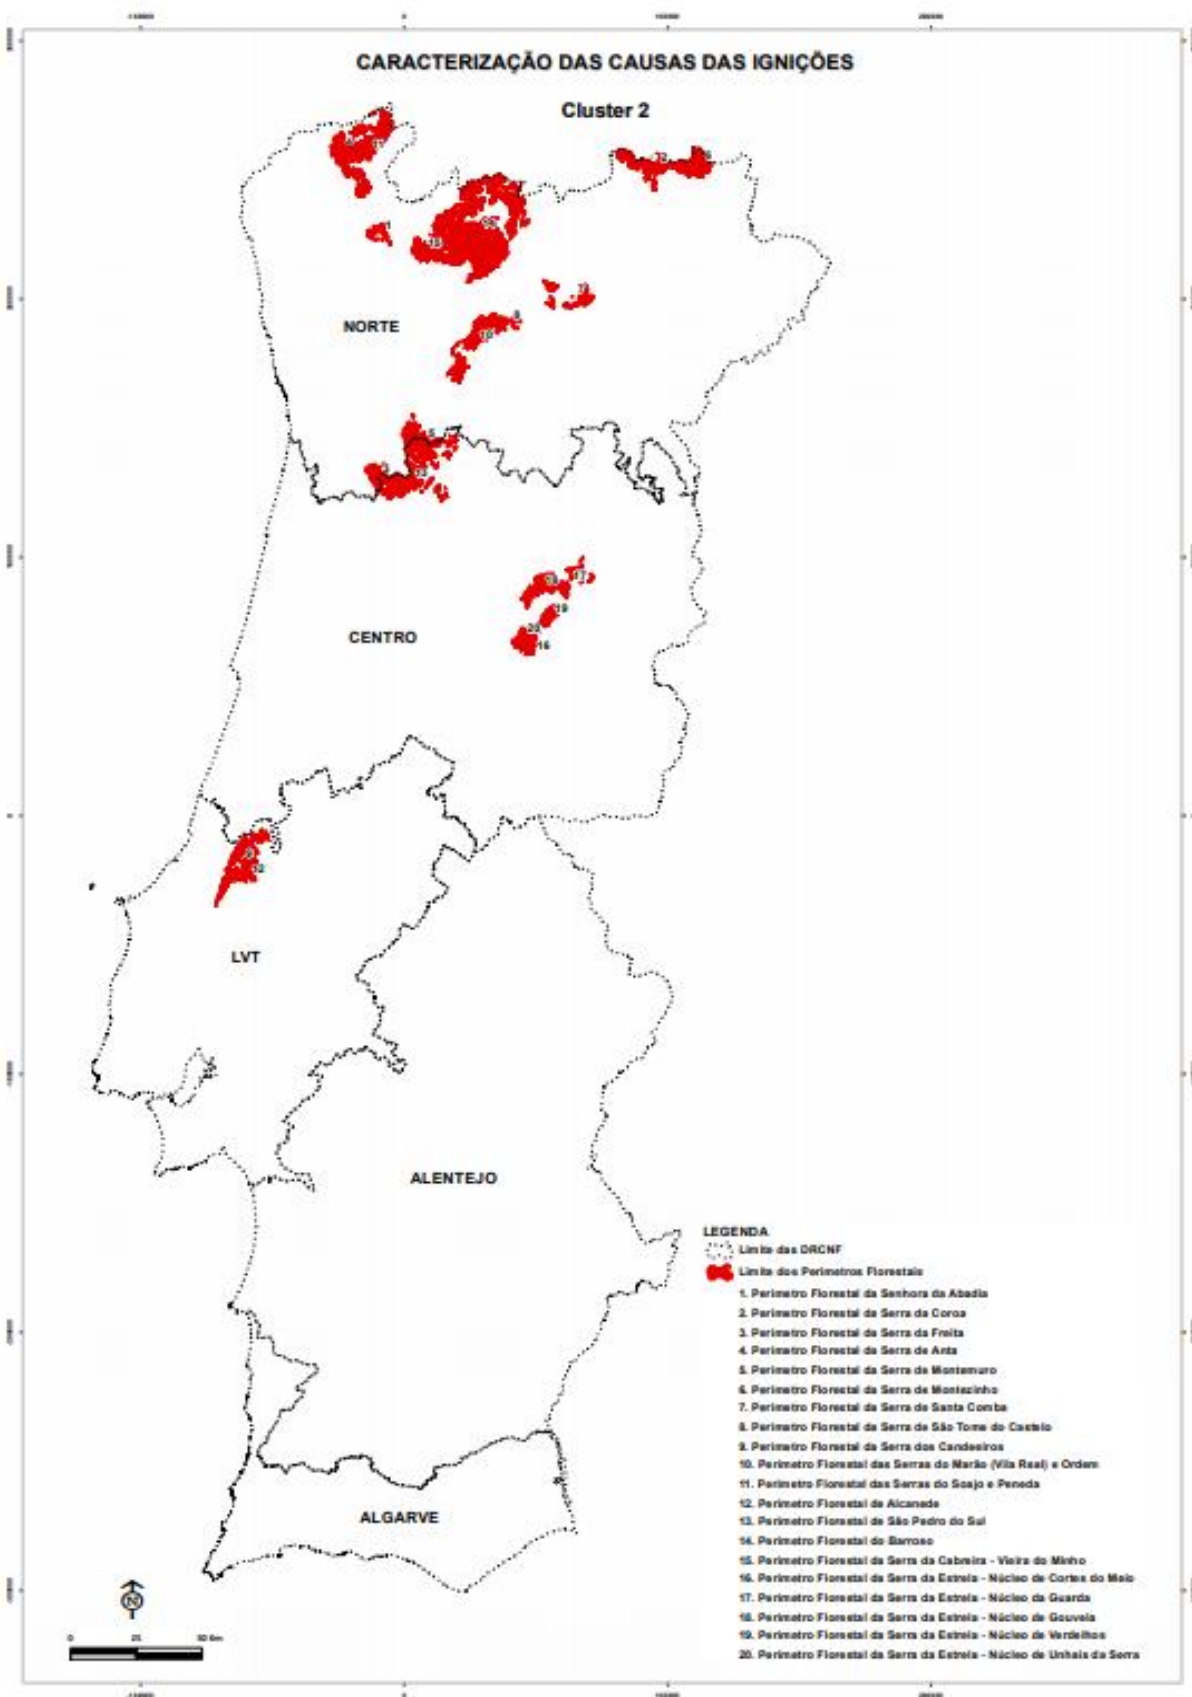 CARACTERIZAÇÃO DAS CAUSAS DAS IGNIÇÕES
Cluster 2
NORTE
CENTRO
LVT
ALENTEJO
ALGARVE
LEGENDA
Limite das DRCNF
Limite dos Perímetros Florestais
1. Perímetro Florestal da Senhora da Abadia
2. Perímetro Florestal da Serra da Coroa
3. Perímetro Florestal da Serra da Freita
4. Perímetro Florestal da Serra de Anta
5. Perímetro Florestal da Serra de Montemuro
6. Perímetro Florestal da Serra de Montezinho
7. Perímetro Florestal da Serra de Santa Comba
8. Perímetro Florestal da Serra de São Tome do Castelo
9. Perímetro Florestal da Serra dos Candeeiros
10. Perímetro Florestal das Serras do Marão (Vila Real) e Ordem
11. Perímetro Florestal das Serras do Soajo e Peneda
12. Perímetro Florestal de Alcanede
13. Perímetro Florestal de São Pedro do Sul
14. Perímetro Florestal do Barroso
15. Perímetro Florestal da Serra da Cabreira - Vieira do Minho
16. Perímetro Florestal da Serra da Estrela - Núcleo de Cortes do Meio
17. Perímetro Florestal da Serra da Estrela - Núcleo da Guarda
18. Perímetro Florestal da Serra da Estrela - Núcleo de Gouveia
19. Perímetro Florestal da Serra da Estrela - Núcleo de Verdelhos
20. Perímetro Florestal da Serra da Estrela - Núcleo de Unhais da Serra
N
0 25 50 Km